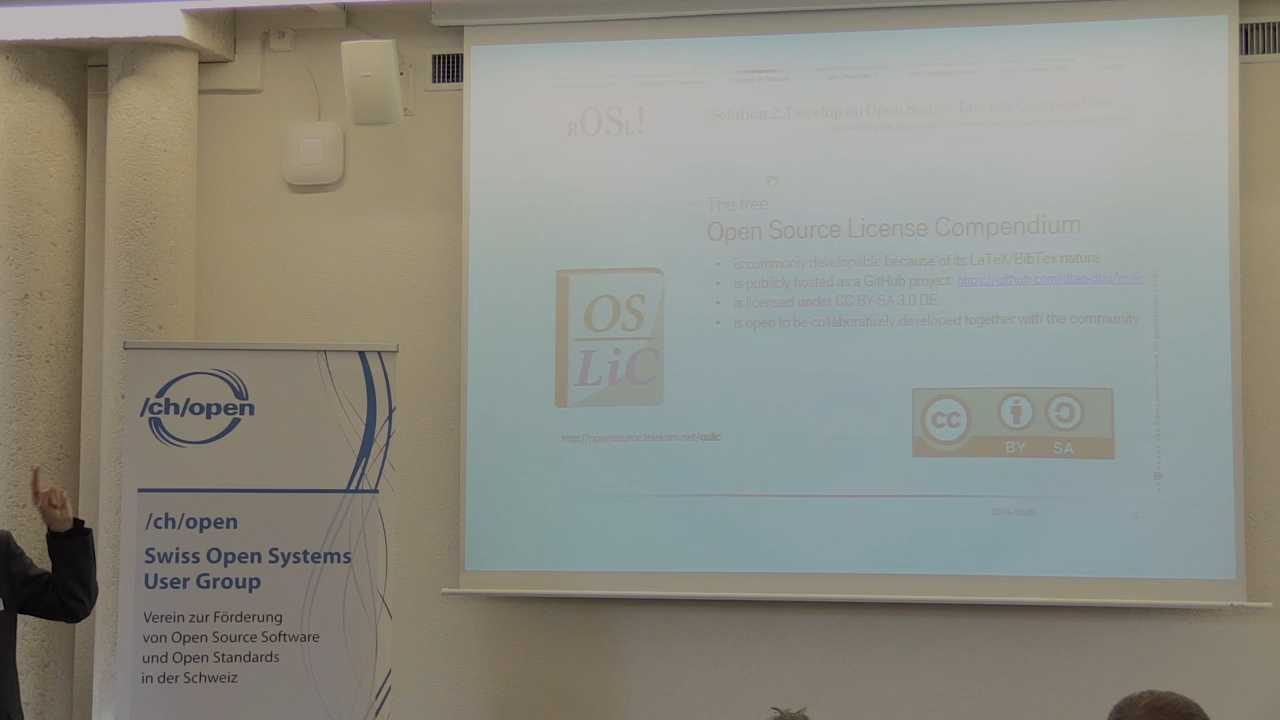 rOSL!
Solution 2: Develop an Open Source License Compendium ...
The free
Open Source License Compendium
• is commonly developable because of its LaTeX/BibTex nature
• is publicly hosted as a GitHub project: https://github.com/dtag-dbu/oslic
• is licensed under CC BY-SA 3.0 DE
• is open to be collaboratively developed together with the community
OS
LiC
http://opensource.telekom.net/oslic
cc
BY SA
/ch/open
/ch/open
Swiss Open Systems
User Group
Verein zur Förderung
von Open Source Software
und Open Standards
in der Schweiz